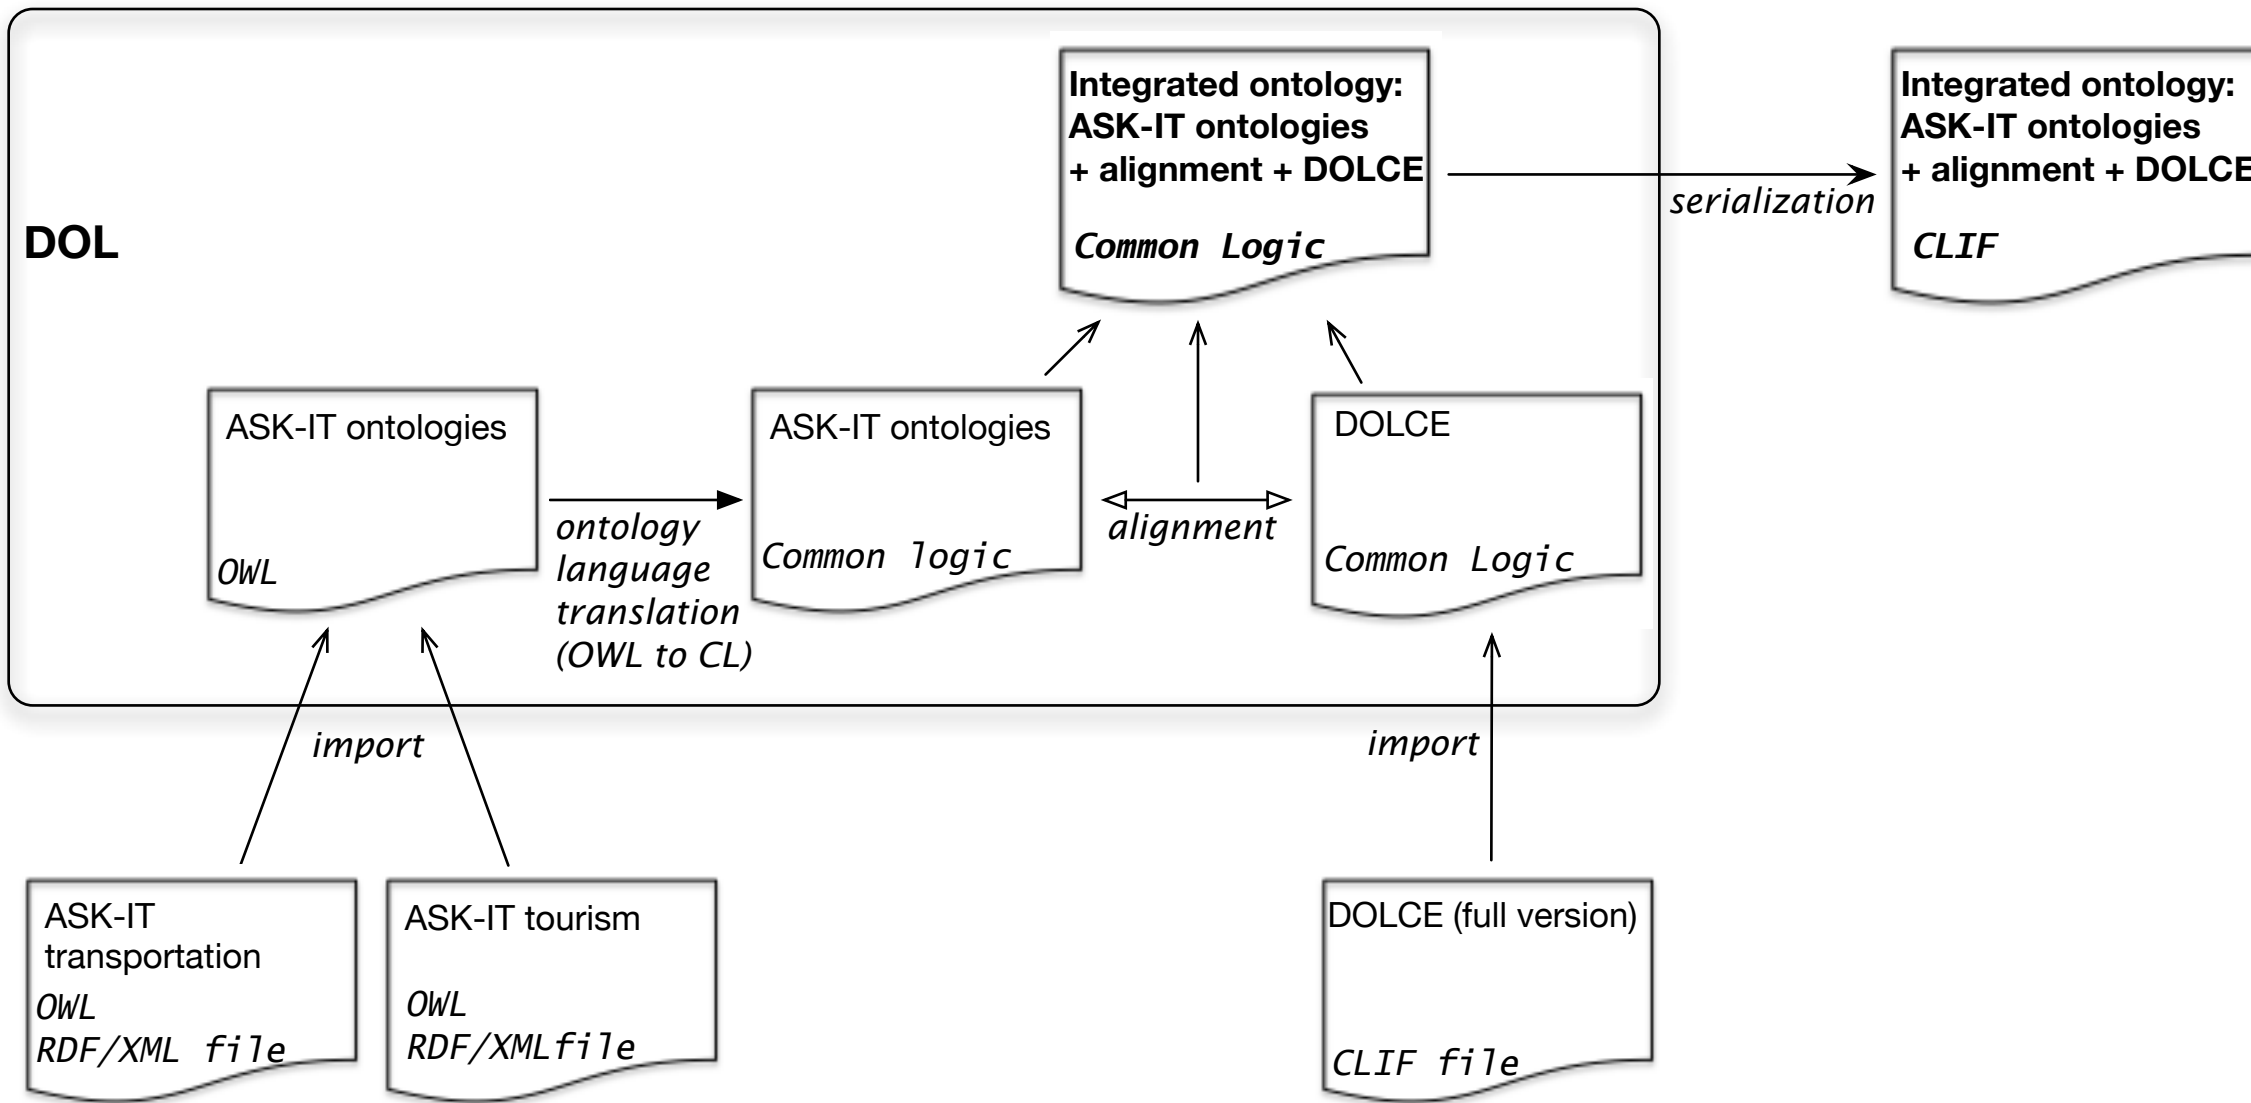 Integrated ontology:
ASK-IT ontologies
+ alignment + DOLCE
Common Logic
serialization
Integrated ontology:
ASK-IT ontologies
+ alignment + DOLCE
CLIF
DOL
ASK-IT ontologies
OWL
ontology
language
translation
(OWL to CL)
ASK-IT ontologies
Common logic
alignment
DOLCE
Common Logic
import
import
ASK-IT
transportation
OWL
RDF/XML file
ASK-IT tourism
OWL
RDF/XMLfile
DOLCE (full version)
CLIF file